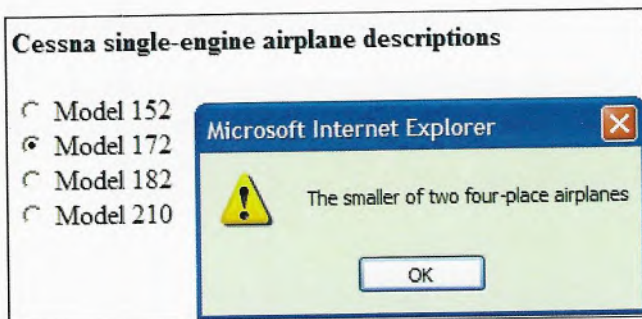 Cessna single-engine airplane descriptions
Model 152
Model 172
Model 182
Model 210
Microsoft Internet Explorer
The smaller of two four-place airplanes
OK